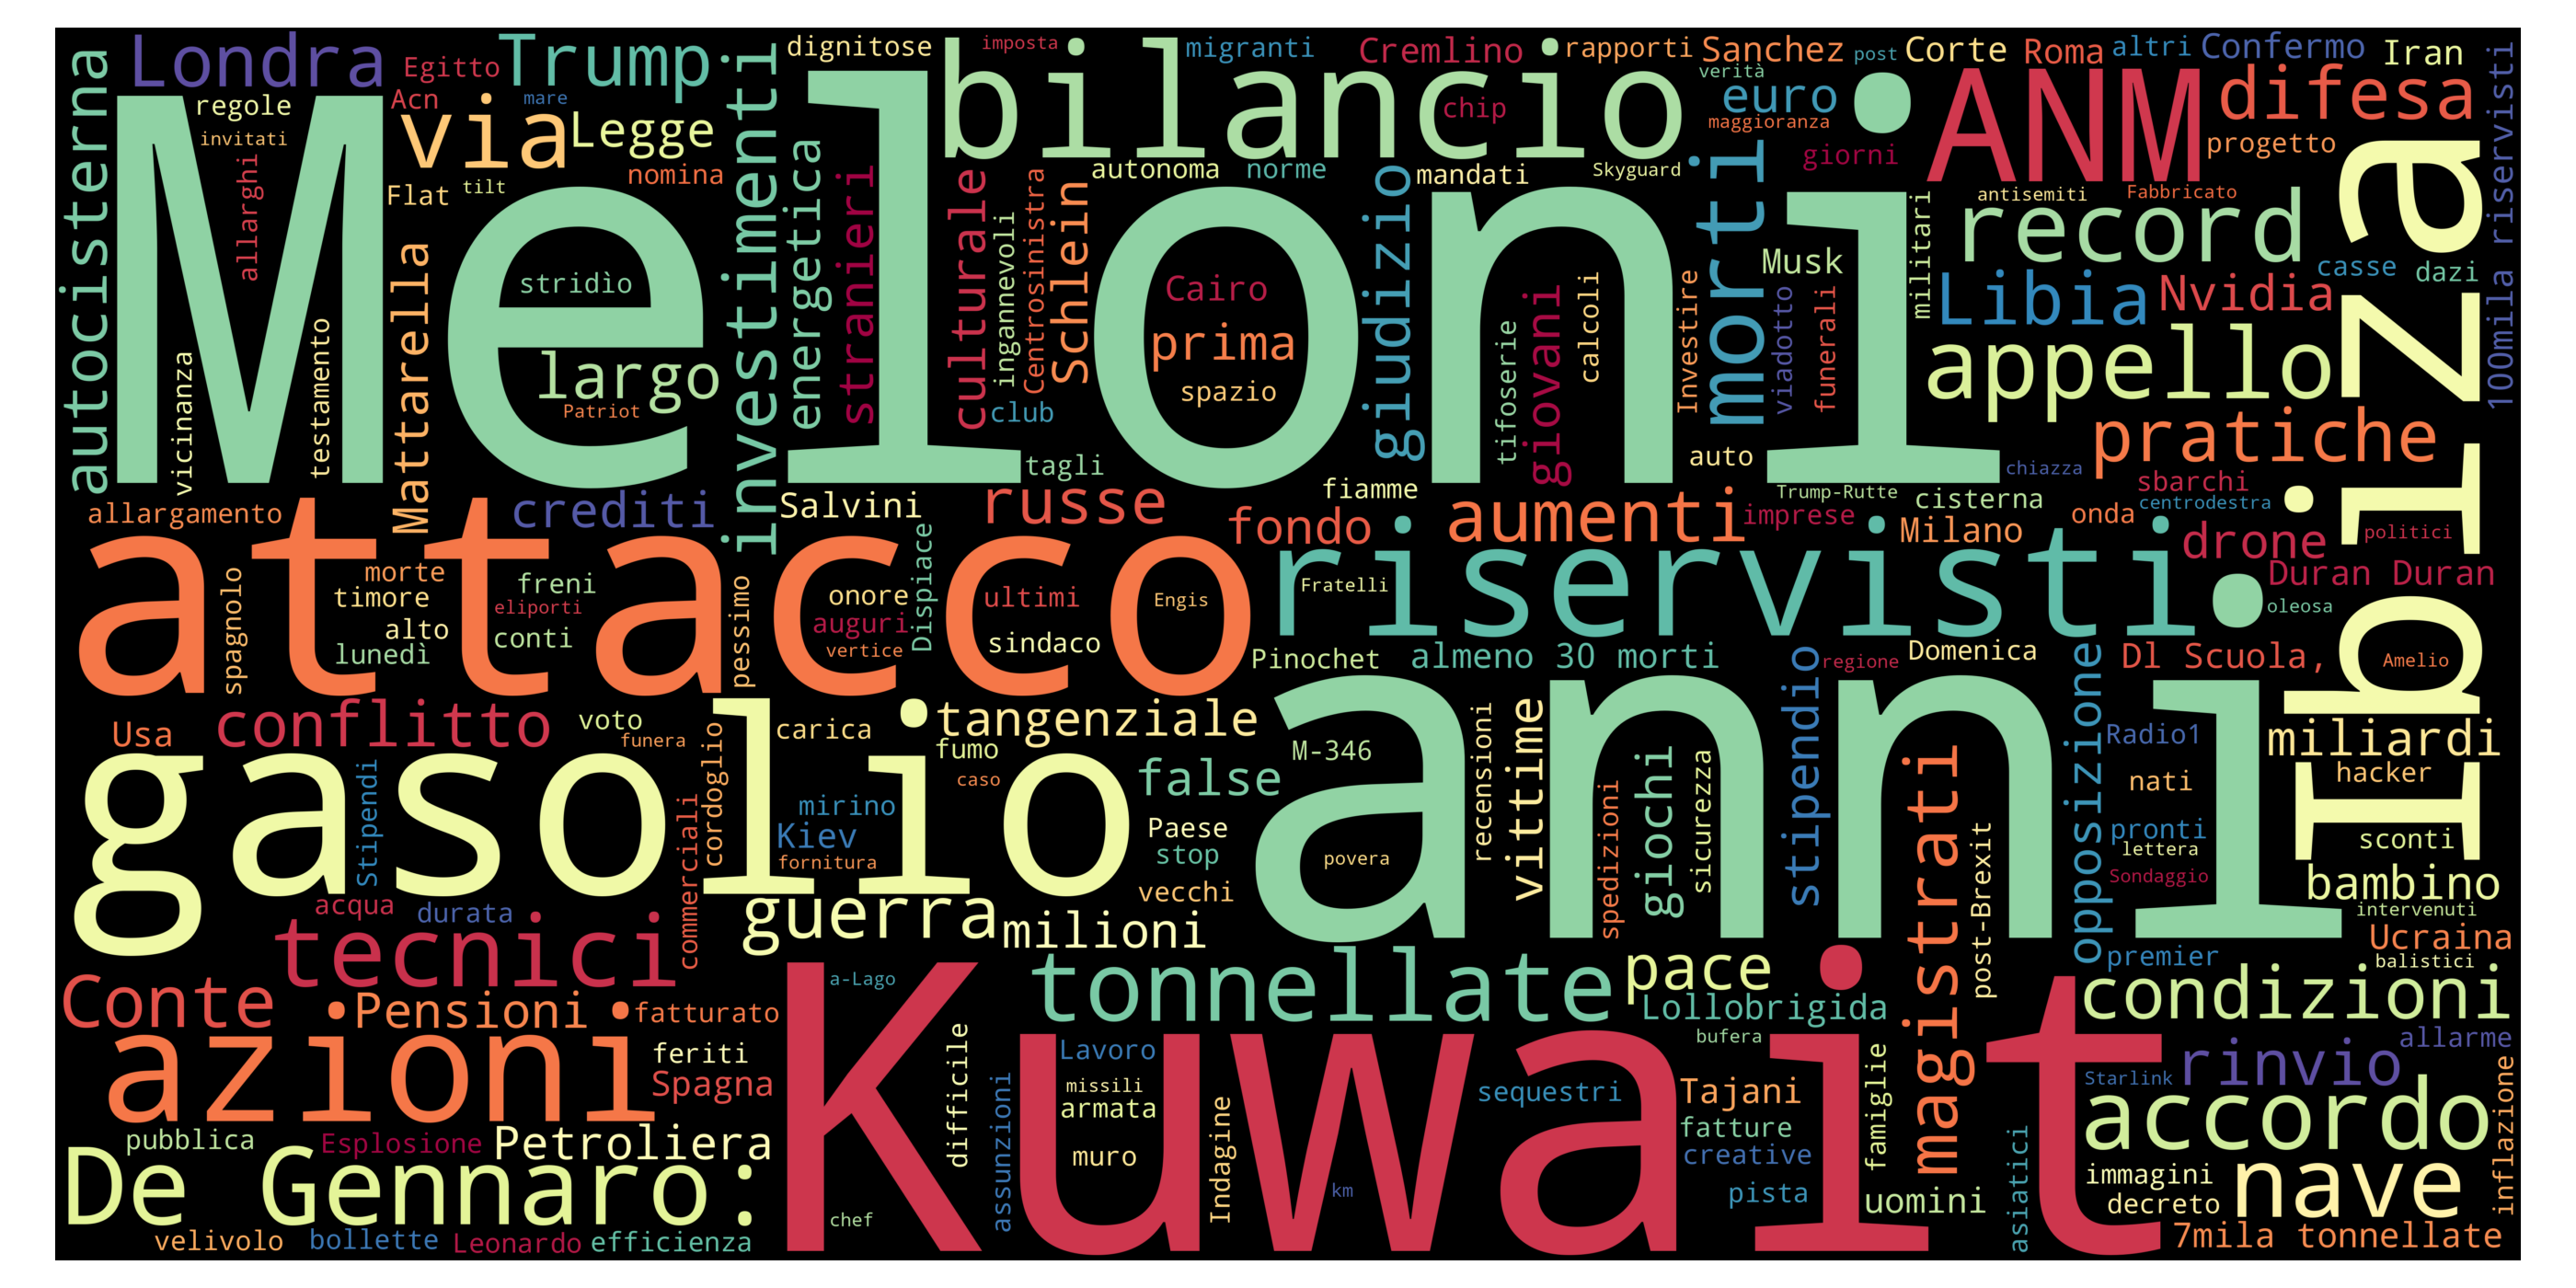 Meloni
anni
Kuwait
attacco
gasolio
Ibiza
riservisti
bilancio
ANM
azioni
De Gennaro:
tecnici
tonnellate
accordo
nave
condizioni
appello
record
Londra
Trump
via
Legge
difesa
Libia
Nvidia
pratiche
morti
giudizio
investimenti
autocisterna
Mattarella
energetica
stranieri
culturale
Schlein
giovani
largo
crediti
russe
fondo
aumenti
drone
Duran Duran
Dl Scuola,
almeno 30 morti
miliardi
bambino
opposizione
stipendio
magistrati
vittime
giochi
false
tangenziale
conflitto
guerra
milioni
pace
Lollobrigida
Conte
Pensioni
Petroliera
rinvio
7mila tonnellate
100mila riservisti
dignitose
imposta
migranti
Cremlino
rapporti
Sanchez
post
Corte
Roma
altri
Confermo
Iran
Egitto
Acn
mare
regole
invitati
allarghi
Flat
tilt
nomina
verità
euro
maggioranza
chip
giorni
progetto
autonoma
norme
mandati
Skyguard
antisemiti
Fabbricato
militari
Musk
casse
dazi
stridìo
Patriot
vicinanza
testamento
ingannevoli
Centrosinistra
club
Cairo
prima
spazio
tifoserie
calcoli
Investire
viadotto
funerali
auto
chiazza
sbarchi
centrodestra
politici
tagli
Salvini
fiamme
Trump-Rutte
cisterna
imprese
Milano
onda
allargamento
spagnolo
morte
timore
alto
lunedì
freni
eliporti
conti
pessimo
onore
auguri
vertice
Dispiace
ultimi
sindaco
Engis
Fratelli
oleosa
Pinochet
regione
Domenica
Amelio
Usa
voto
funera
carica
fumo
caso
M-346
recensioni
sicurezza
Radio1
nati
hacker
Stipendi
cordoglio
commerciali
mirino
Kiev
fornitura
Paese
stop
vecchi
povera
spedizioni
post-Brexit
pronti
lettera
Sondaggio
sconti
intervenuti
Ucraina
balistici
premier
acqua
durata
fatturato
feriti
Spagna
a-Lago
difficile
Lavoro
missili
armata
muro
assunzioni
Indagine
km
chef
sequestri
bufera
Tajani
fatture
creative
pista
famiglie
uomini
asiatici
Starlink
allarme
inflazione
immagini
decreto
pubblica
Esplosione
velivolo
bollette
Leonardo
efficienza